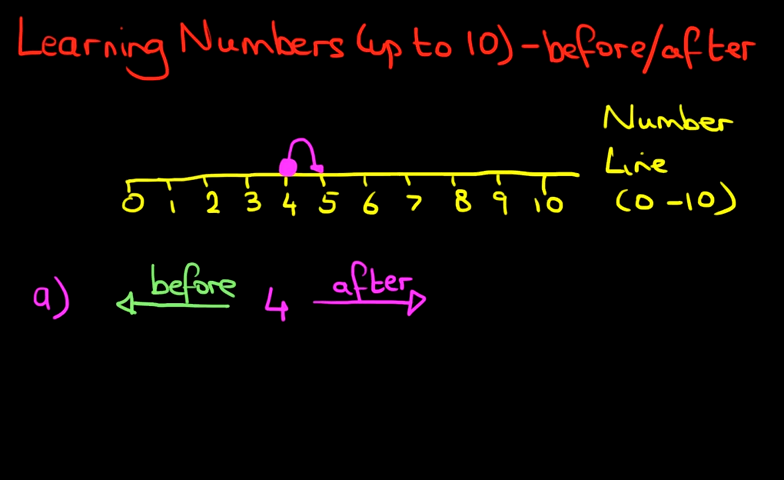 Learning Numbers (up to 10) - before/after
Number
Line
(0 - 10)
0 1 2 3 4 5 6 7 8 9 10
a) before 4 after